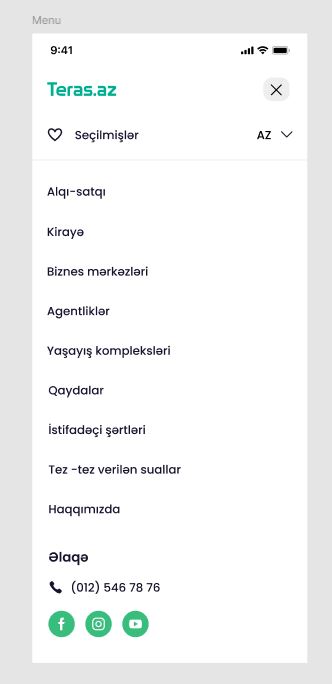 Menu
9:41
Teras.az
Seçilmişlər
AZ
Alqı-satqı
Kirayə
Biznes mərkəzləri
Agentliklər
Yaşayış kompleksləri
Qaydalar
İstifadəçi şərtləri
Tez -tez verilən suallar
Haqqımızda
Əlaqə
(012) 546 78 76